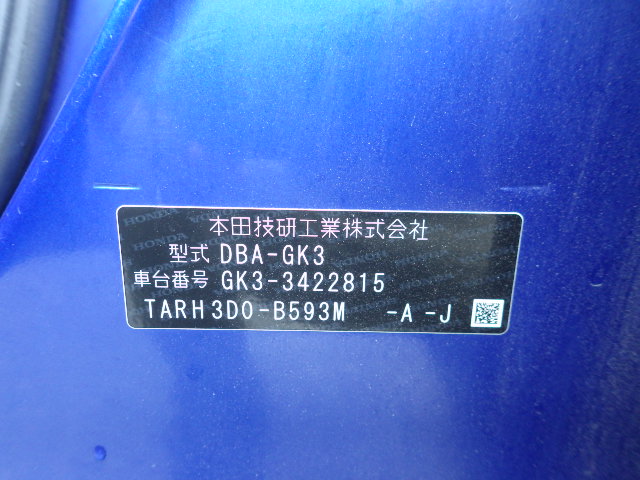 本田技研工業株式会社
型式 DBA-GK3
車台番号 GK3-3422815
TARH3D0-B593M -A -J